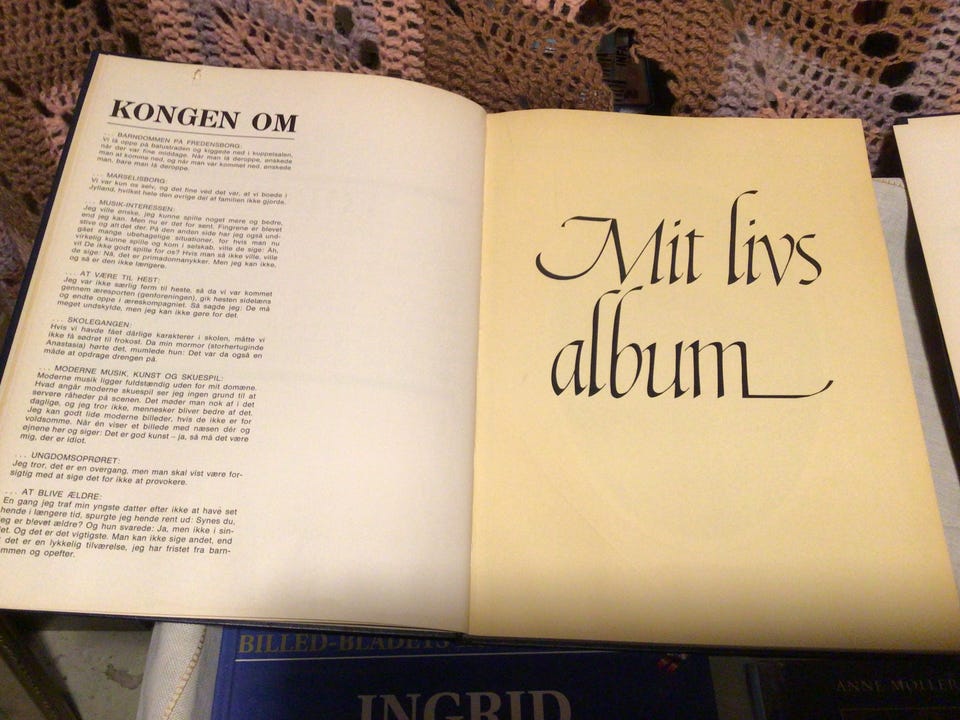 KONGEN OM
... BARNDOMMEN PÅ FREDENSBORG:
Vi lå oppe på balustraden og kiggede ned i kuppelsalen,
når der var fine middage. Når man lå deroppe, ønskede
man at komme ned, og når man var kommet ned, ønskede
man, bare man lå deroppe.
... MARSELISBORG:
Vi var kun os selv, og det fine ved det var, at vi boede i
Jylland, hvilket hele den øvrige del af familien ikke gjorde.
... MUSIK-INTERESSEN:
Jeg ville ønske, jeg kunne spille noget mere og bedre,
end jeg kan. Men nu er det for sent. Fingrene er blevet
stive og alt det der. På den anden side har jeg også und-
gået mange ubehagelige situationer, for hvis man nu
virkelig kunne spille og kom i selskab, ville de sige: Åh,
vil De ikke godt spille for os? Hvis man så ikke ville, ville
de sige: Nå, det er primadonnanykker. Men jeg kan ikke,
og så er den ikke længere.
... AT VÆRE TIL HEST:
Jeg var ikke særlig ferm til heste, så da vi var kommet
gennem æresporten (genforeningen), gik hesten sidelæns
og endte oppe i æreskompagniet. Så sagde jeg: De må
meget undskylde, men jeg kan ikke gøre for det.
... SKOLEGANGEN:
Hvis vi havde fået dårlige karakterer i skolen, måtte vi
ikke få sødret til frokost. Da min mormor (storhertuginde
Anastasia) hørte det, mumlede hun: Det var da også en
måde at opdrage drengen på.
... MODERNE MUSIK, KUNST OG SKUESPIL:
Moderne musik ligger fuldstændig uden for mit domæne.
Hvad angår moderne skuespil ser jeg ingen grund til at
servere råheder på scenen. Det møder man nok af i det
daglige, og jeg tror ikke, mennesker bliver bedre af det.
Jeg kan godt lide moderne billeder, hvis de ikke er for
voldsomme. Når én viser et billede med næsen dér og
øjnene her og siger: Det er god kunst – ja, så må det være
mig, der er idiot.
... UNGDOMSOPRØRET:
Jeg tror, det er en overgang, men man skal vist være for-
sigtig med at sige det for ikke at provokere.
... AT BLIVE ÆLDRE:
En gang jeg traf min yngste datter efter ikke at have set
hende i længere tid, spurgte jeg hende rent ud: Synes du,
eg er blevet ældre? Og hun svarede: Ja, men ikke i sin-
det. Og det er det vigtigste. Man kan ikke sige andet, end
det er en lykkelig tilværelse, jeg har fristet fra barn-
mmen og opefter.
Mit livs
album
BILLED-BLADETS
INGRID
ANNE MØLLER